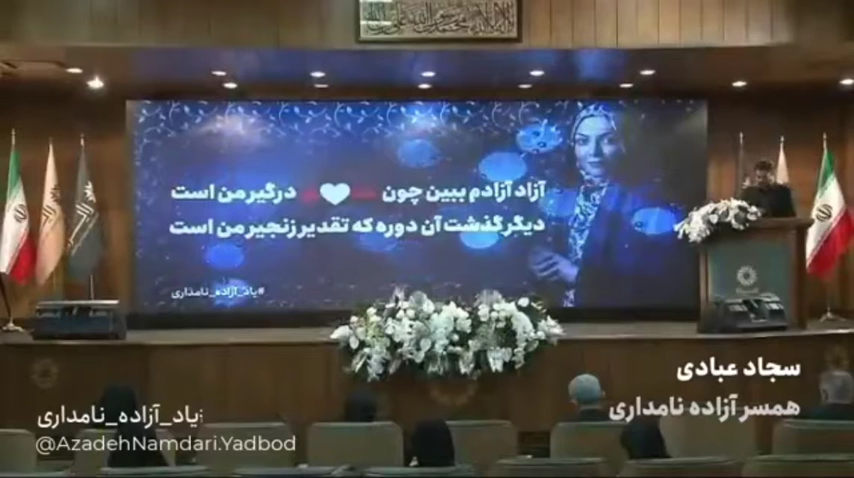 آزاد آزادم ببین چون درگیر من است
دیگر گذشت آن دوره که تقدیر زنجیر من است
#یاد_آزاده_نامداری
سجاد عبادی
همسر آزاده نامداری
یاد_آزاده_نامداری
@AzadehNamdari.Yadbod